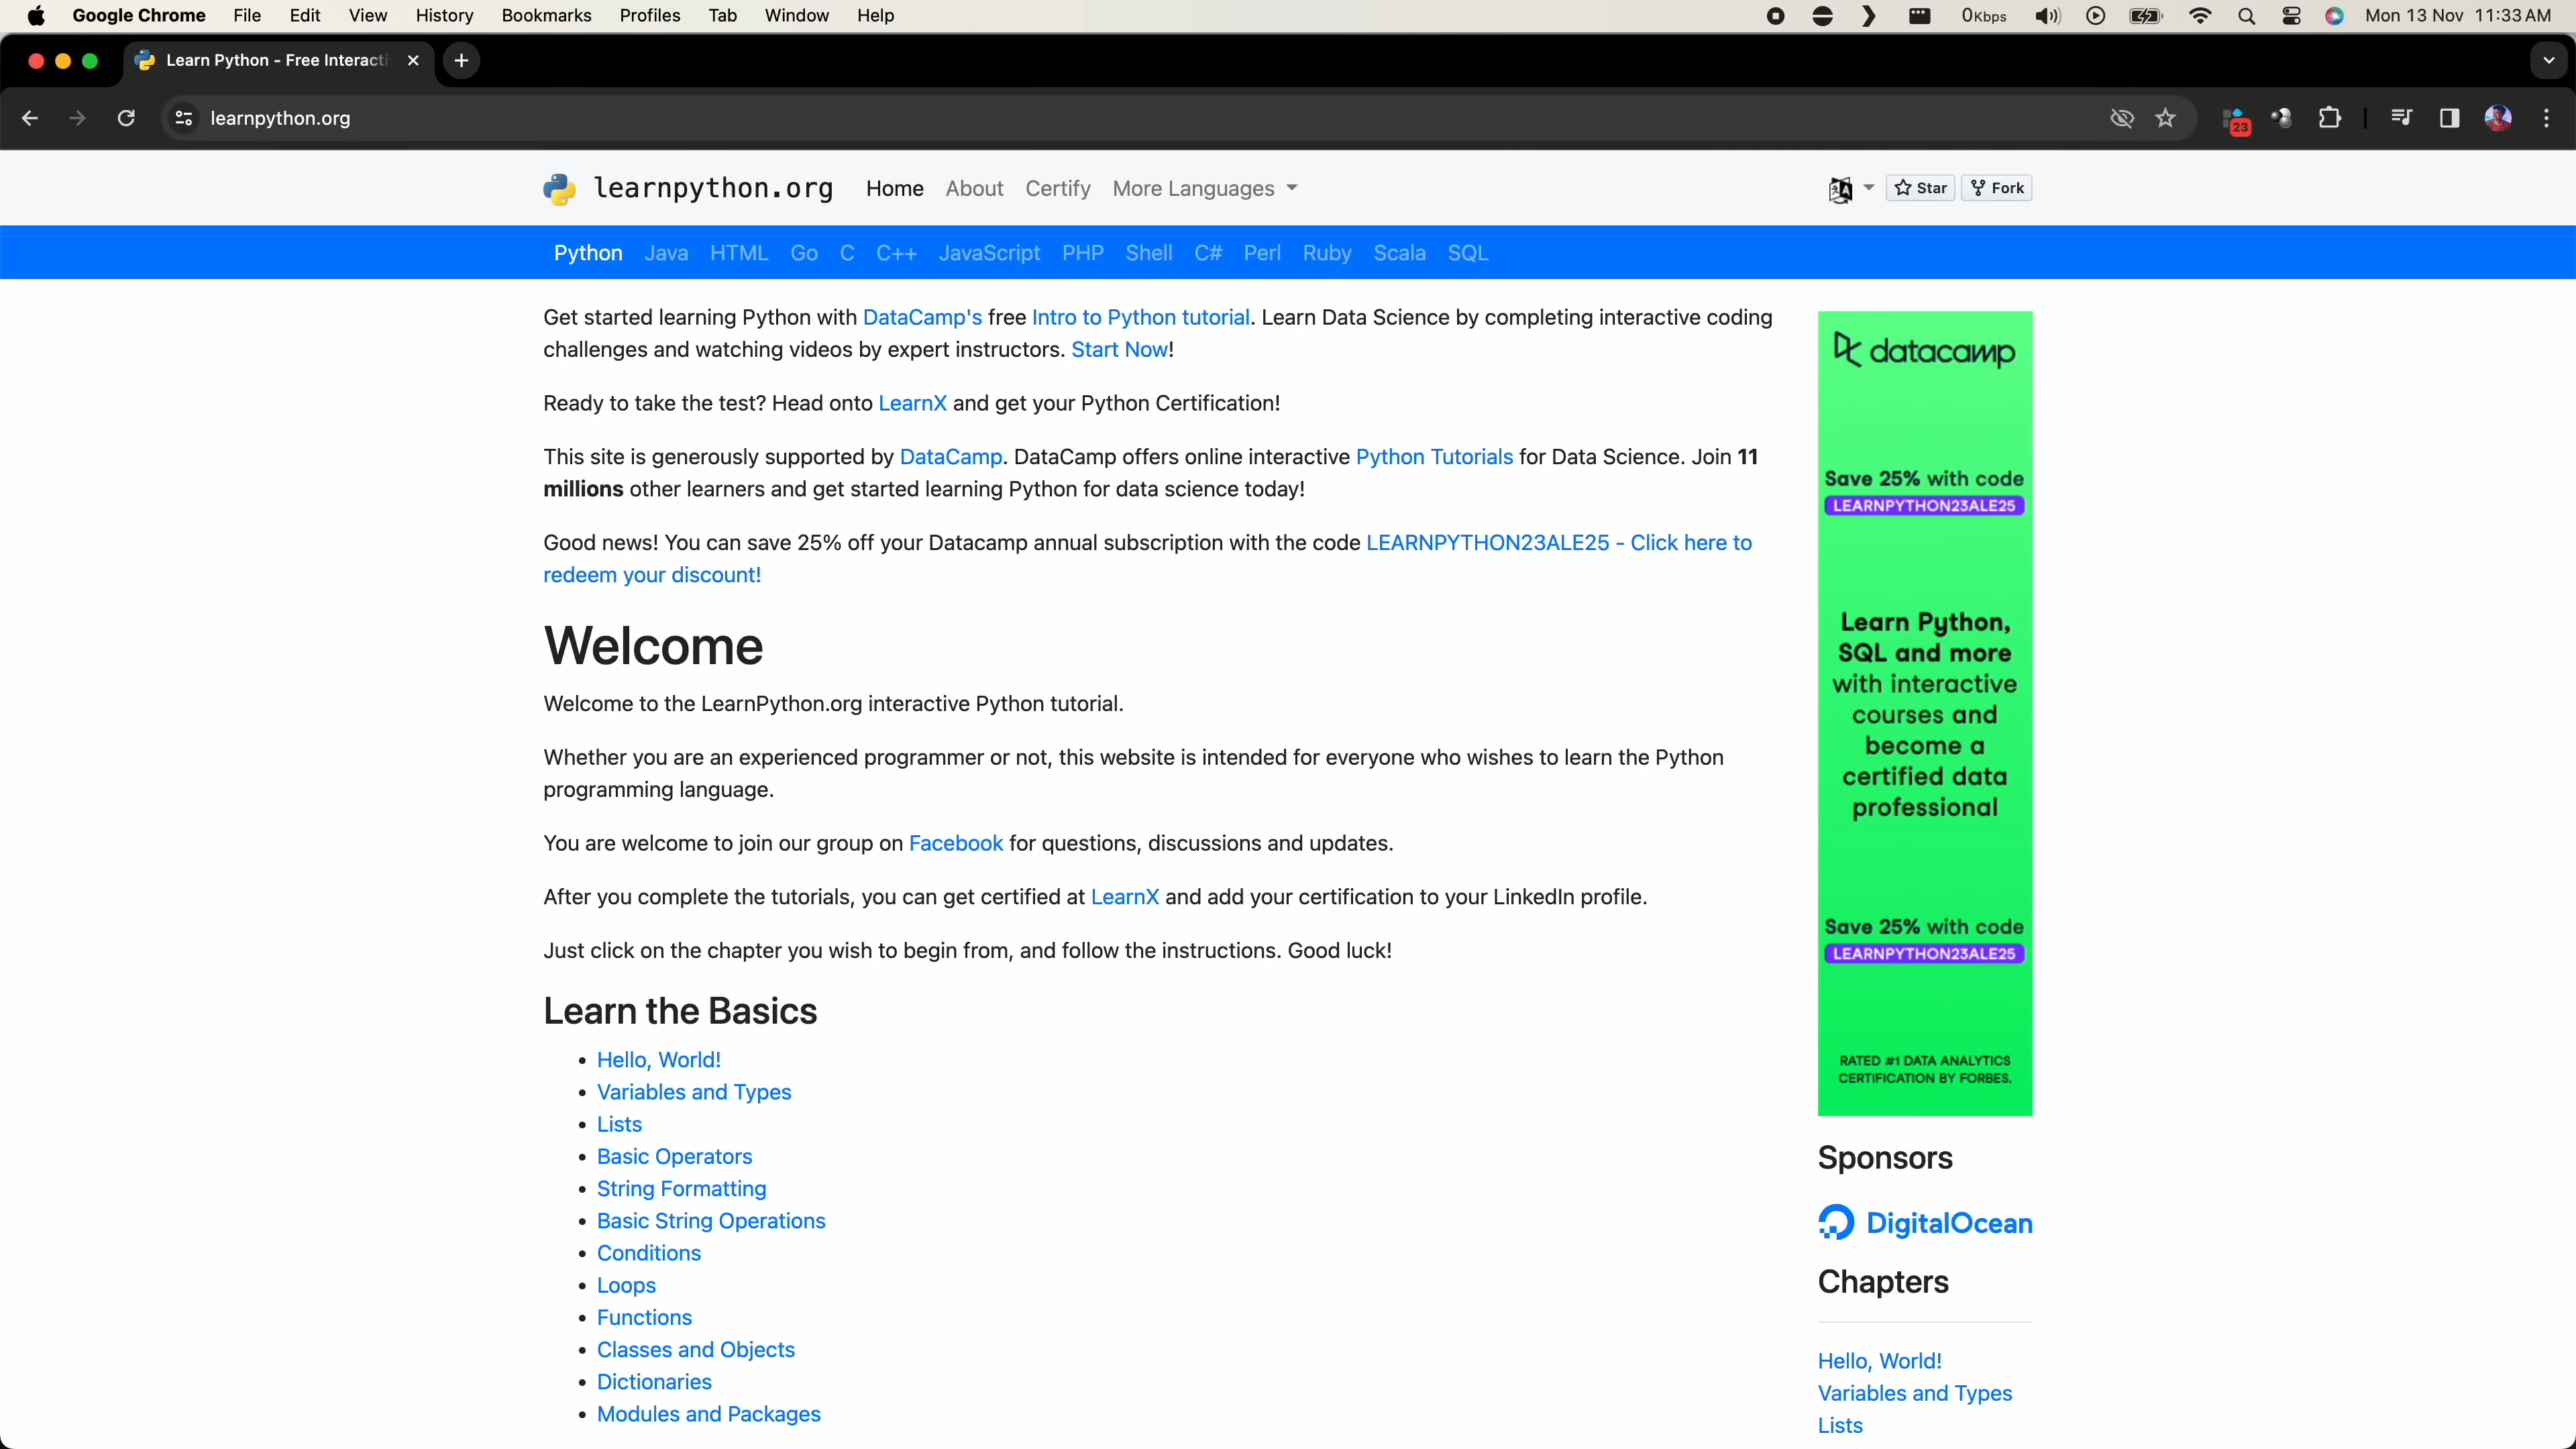 Google Chrome File Edit View History Bookmarks Profiles Tab Window Help 0Kbps Mon 13 Nov 11:33 AM
Learn Python - Free Interacti
learnpython.org 23
learnpython.org Home About Certify More Languages Star Fork
Python Java HTML Go C C++ JavaScript PHP Shell C# Perl Ruby Scala SQL
Get started learning Python with DataCamp's free Intro to Python tutorial. Learn Data Science by completing interactive coding
challenges and watching videos by expert instructors. Start Now!
Ready to take the test? Head onto LearnX and get your Python Certification!
This site is generously supported by DataCamp. DataCamp offers online interactive Python Tutorials for Data Science. Join 11
millions other learners and get started learning Python for data science today!
Good news! You can save 25% off your Datacamp annual subscription with the code LEARNPYTHON23ALE25 - Click here to
redeem your discount!
Welcome
Welcome to the LearnPython.org interactive Python tutorial.
Whether you are an experienced programmer or not, this website is intended for everyone who wishes to learn the Python
programming language.
You are welcome to join our group on Facebook for questions, discussions and updates.
After you complete the tutorials, you can get certified at LearnX and add your certification to your LinkedIn profile.
Just click on the chapter you wish to begin from, and follow the instructions. Good luck!
Learn the Basics
• Hello, World!
• Variables and Types
• Lists
• Basic Operators
• String Formatting
• Basic String Operations
• Conditions
• Loops
• Functions
• Classes and Objects
• Dictionaries
• Modules and Packages
datacamp
Save 25% with code
LEARNPYTHON23ALE25
Learn Python,
SQL and more
with interactive
courses and
become a
certified data
professional
Save 25% with code
LEARNPYTHON23ALE25
RATED #1 DATA ANALYTICS
CERTIFICATION BY FORBES.
Sponsors
DigitalOcean
Chapters
Hello, World!
Variables and Types
Lists